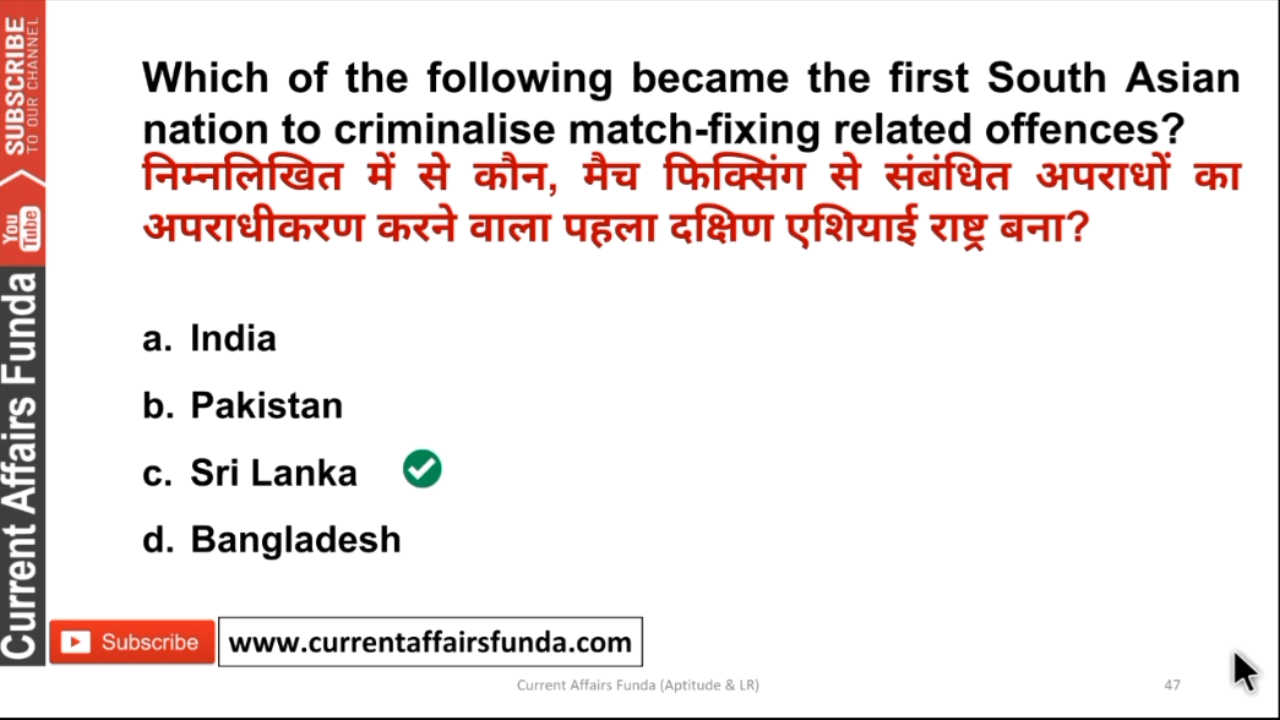 Which of the following became the first South Asian
nation to criminalise match-fixing related offences?
निम्नलिखित में से कौन, मैच फिक्सिंग से संबंधित अपराधों का
अपराधीकरण करने वाला पहला दक्षिण एशियाई राष्ट्र बना?
a. India
b. Pakistan
c. Sri Lanka
d. Bangladesh
SUBSCRIBE
TO OUR CHANNEL
You
Tube
Current Affairs Funda
Subscribe
www.currentaffairsfunda.com
Current Affairs Funda (Aptitude & LR)
47